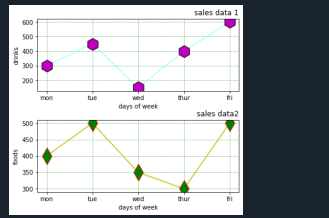 sales data 1
600
500
400
300
200
drinks
mon tue wed thur fri
days of week
sales data2
500
450
400
350
300
foods
mon tue wed thur fri
days of week